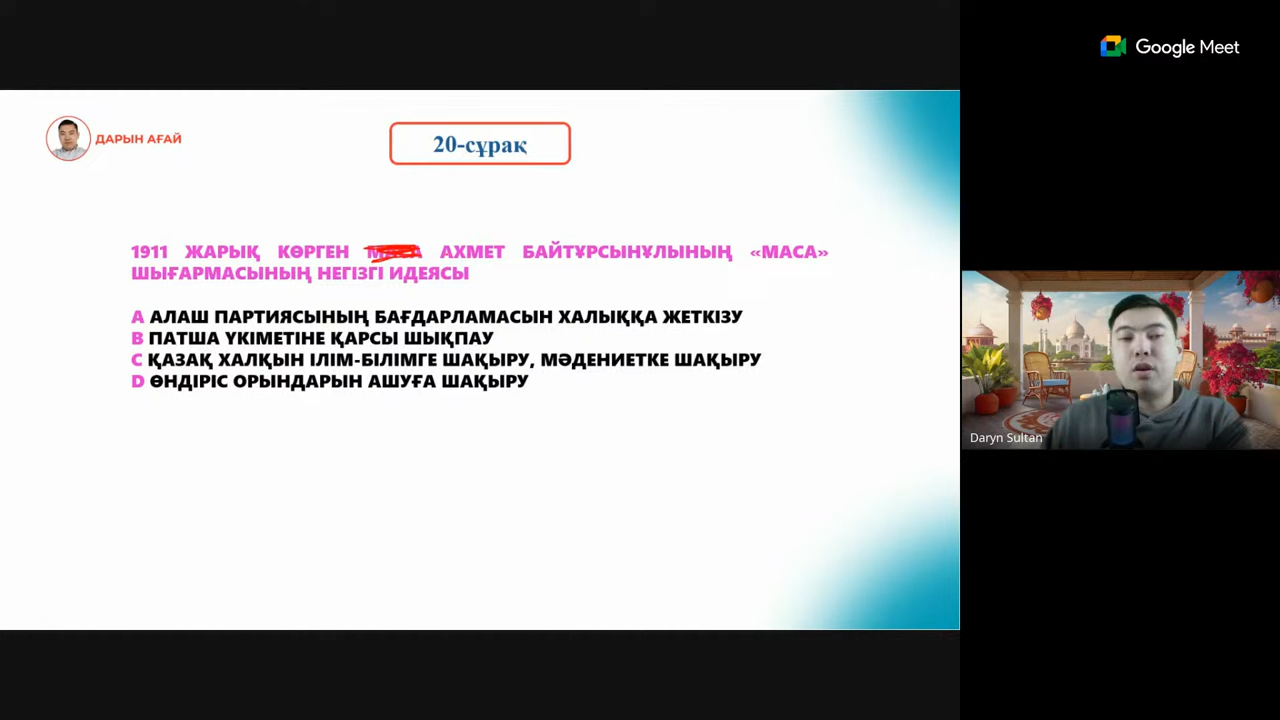 Google Meet
ДАРЫН АҒАЙ
20-сұрақ
1911 ЖАРЫҚ КӨРГЕН АХМЕТ БАЙТҰРСЫНҰЛЫНЫҢ «МАСА»
ШЫҒАРМАСЫНЫҢ НЕГІЗГІ ИДЕЯСЫ
A АЛАШ ПАРТИЯСЫНЫҢ БАҒДАРЛАМАСЫН ХАЛЫҚҚА ЖЕТКІЗУ
B ПАТША ҮКІМЕТІНЕ ҚАРСЫ ШЫҚПАУ
C ҚАЗАҚ ХАЛҚЫН ІЛІМ-БІЛІМГЕ ШАҚЫРУ, МӘДЕНИЕТКЕ ШАҚЫРУ
D ӨНДІРІС ОРЫНДАРЫН АШУҒА ШАҚЫРУ
Daryn Sultan